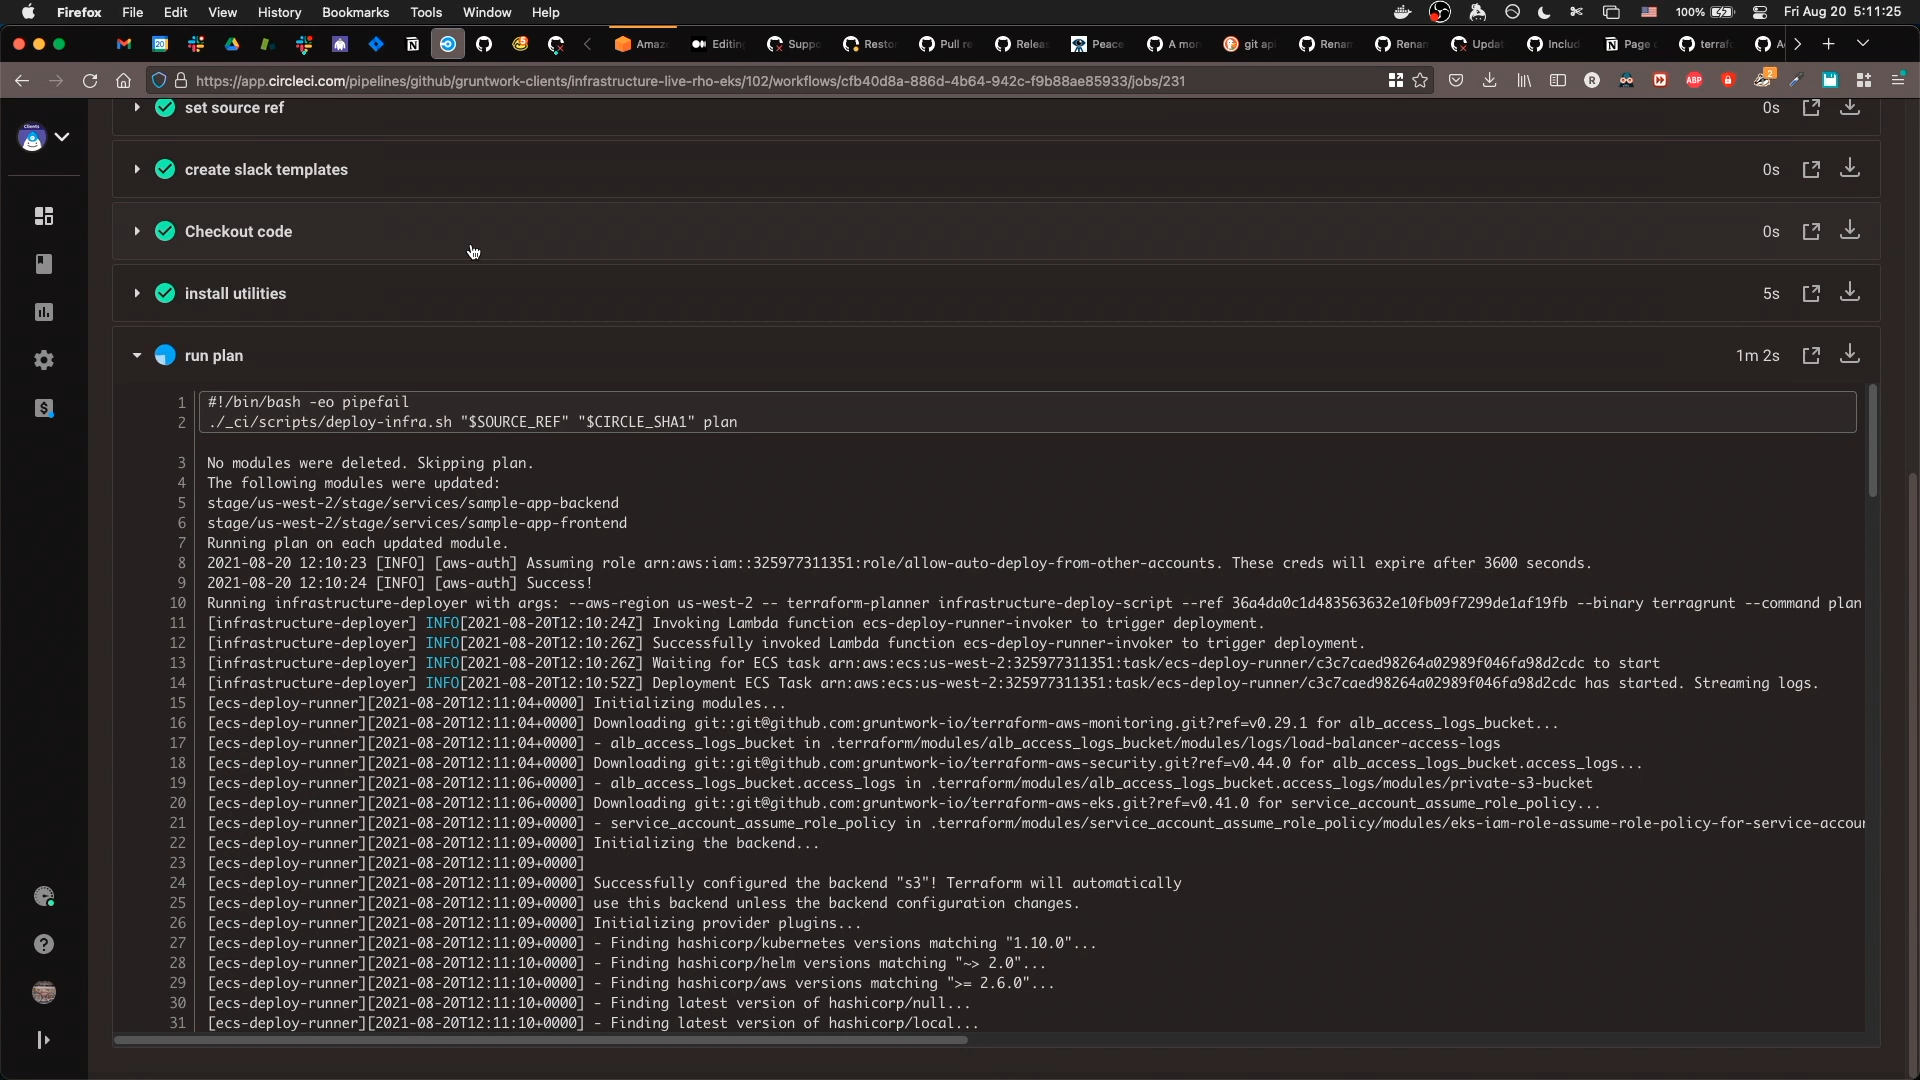 Firefox File Edit View History Bookmarks Tools Window Help 100% Fri Aug 20 5:11:25
Amaz Editin Suppo Resto Pull re Relea Peace A mor git api Renam Renam Updat Includ Page terraf
https://app.circleci.com/pipelines/github/gruntwork-clients/infrastructure-live-rho-eks/102/workflows/cfb40d8a-886d-4b64-942c-f9b88ae85933/jobs/231
set source ref 0s
create slack templates 0s
Checkout code 0s
install utilities 5s
run plan 1m 2s
1 #!/bin/bash -eo pipefail
2 ./_ci/scripts/deploy-infra.sh "$SOURCE_REF" "$CIRCLE_SHA1" plan
3 No modules were deleted. Skipping plan.
4 The following modules were updated:
5 stage/us-west-2/stage/services/sample-app-backend
6 stage/us-west-2/stage/services/sample-app-frontend
7 Running plan on each updated module.
8 2021-08-20 12:10:23 [INFO] [aws-auth] Assuming role arn:aws:iam::325977311351:role/allow-auto-deploy-from-other-accounts. These creds will expire after 3600 seconds.
9 2021-08-20 12:10:24 [INFO] [aws-auth] Success!
10 Running infrastructure-deployer with args: --aws-region us-west-2 -- terraform-planner infrastructure-deploy-script --ref 36a4da0c1d483563632e10fb09f7299de1af19fb --binary terragrunt --command plan
11 [infrastructure-deployer] INFO[2021-08-20T12:10:24Z] Invoking Lambda function ecs-deploy-runner-invoker to trigger deployment.
12 [infrastructure-deployer] INFO[2021-08-20T12:10:26Z] Successfully invoked Lambda function ecs-deploy-runner-invoker to trigger deployment.
13 [infrastructure-deployer] INFO[2021-08-20T12:10:26Z] Waiting for ECS task arn:aws:ecs:us-west-2:325977311351:task/ecs-deploy-runner/c3c7caed98264a02989f046fa98d2cdc to start
14 [infrastructure-deployer] INFO[2021-08-20T12:10:52Z] Deployment ECS Task arn:aws:ecs:us-west-2:325977311351:task/ecs-deploy-runner/c3c7caed98264a02989f046fa98d2cdc has started. Streaming logs.
15 [ecs-deploy-runner][2021-08-20T12:11:04+0000] Initializing modules...
16 [ecs-deploy-runner][2021-08-20T12:11:04+0000] Downloading git::git@github.com:gruntwork-io/terraform-aws-monitoring.git?ref=v0.29.1 for alb_access_logs_bucket...
17 [ecs-deploy-runner][2021-08-20T12:11:04+0000] - alb_access_logs_bucket in .terraform/modules/alb_access_logs_bucket/modules/logs/load-balancer-access-logs
18 [ecs-deploy-runner][2021-08-20T12:11:04+0000] Downloading git::git@github.com:gruntwork-io/terraform-aws-security.git?ref=v0.44.0 for alb_access_logs_bucket.access_logs...
19 [ecs-deploy-runner][2021-08-20T12:11:06+0000] - alb_access_logs_bucket.access_logs in .terraform/modules/alb_access_logs_bucket.access_logs/modules/private-s3-bucket
20 [ecs-deploy-runner][2021-08-20T12:11:06+0000] Downloading git::git@github.com:gruntwork-io/terraform-aws-eks.git?ref=v0.41.0 for service_account_assume_role_policy...
21 [ecs-deploy-runner][2021-08-20T12:11:09+0000] - service_account_assume_role_policy in .terraform/modules/service_account_assume_role_policy/modules/eks-iam-role-assume-role-policy-for-service-accou
22 [ecs-deploy-runner][2021-08-20T12:11:09+0000] Initializing the backend...
23 [ecs-deploy-runner][2021-08-20T12:11:09+0000]
24 [ecs-deploy-runner][2021-08-20T12:11:09+0000] Successfully configured the backend "s3"! Terraform will automatically
25 [ecs-deploy-runner][2021-08-20T12:11:09+0000] use this backend unless the backend configuration changes.
26 [ecs-deploy-runner][2021-08-20T12:11:09+0000] Initializing provider plugins...
27 [ecs-deploy-runner][2021-08-20T12:11:09+0000] - Finding hashicorp/kubernetes versions matching "1.10.0"...
28 [ecs-deploy-runner][2021-08-20T12:11:10+0000] - Finding hashicorp/helm versions matching "~> 2.0"...
29 [ecs-deploy-runner][2021-08-20T12:11:10+0000] - Finding hashicorp/aws versions matching ">= 2.6.0"...
30 [ecs-deploy-runner][2021-08-20T12:11:10+0000] - Finding latest version of hashicorp/null...
31 [ecs-deploy-runner][2021-08-20T12:11:10+0000] - Finding latest version of hashicorp/local...